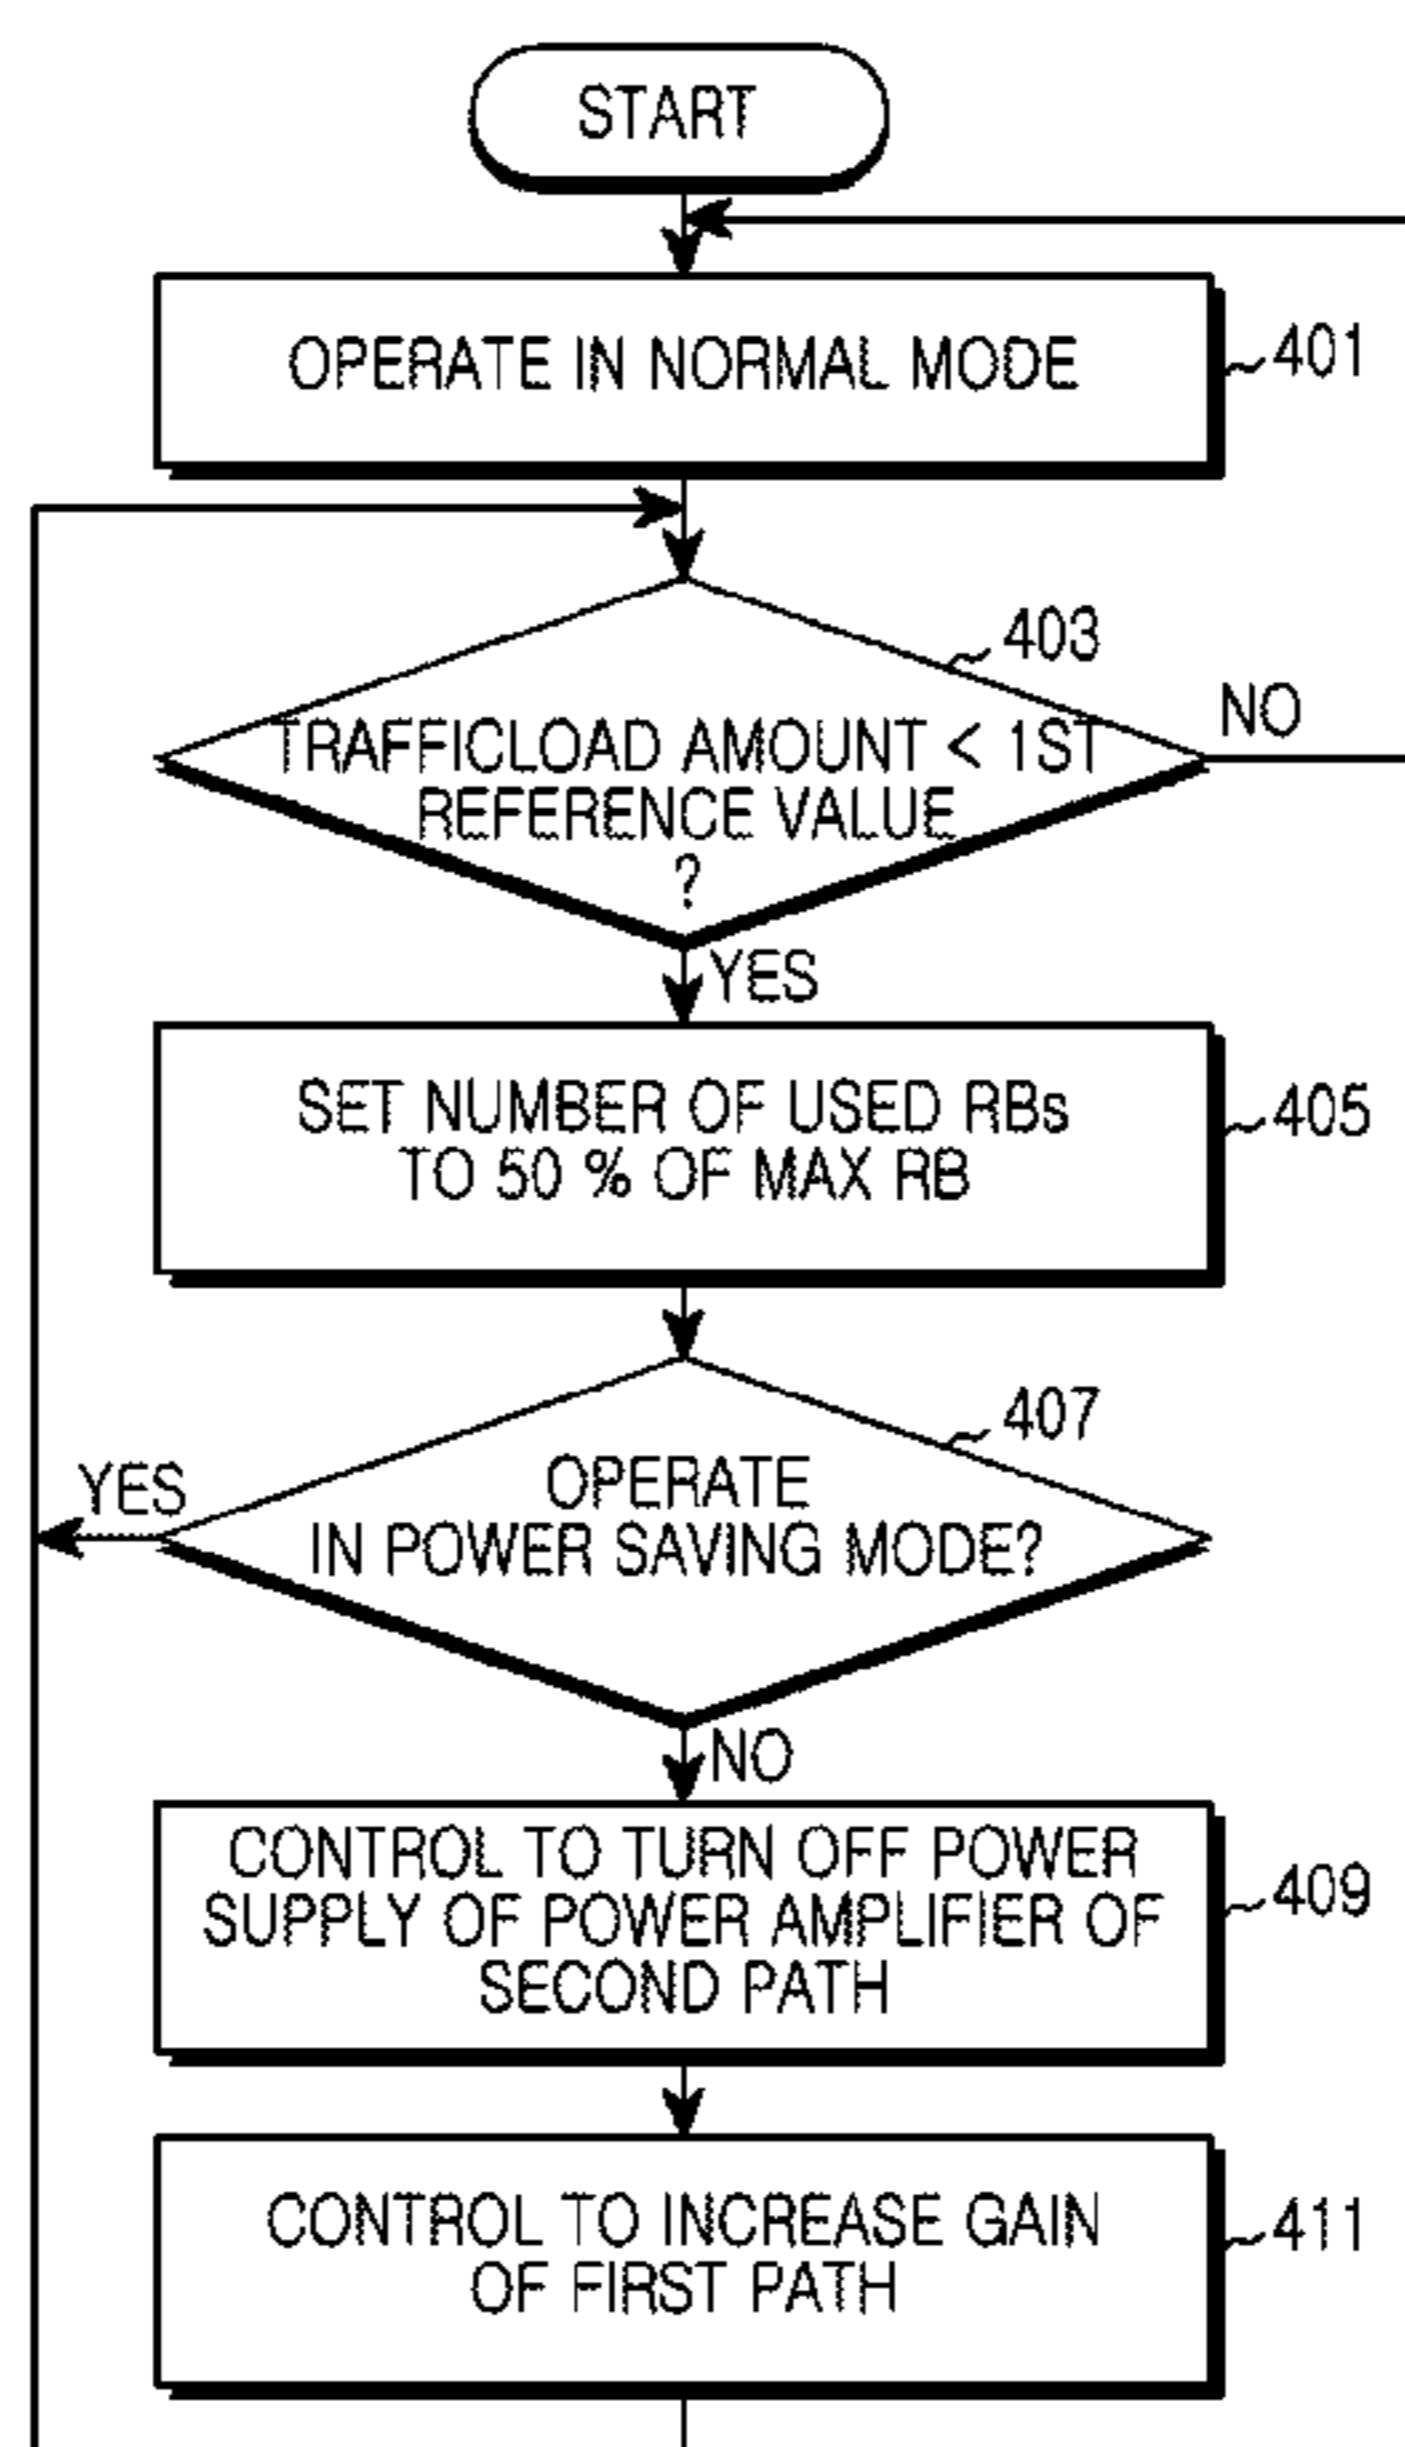 START
OPERATE IN NORMAL MODE
401
403
TRAFFICLOAD AMOUNT < 1ST
REFERENCE VALUE
?
NO
YES
SET NUMBER OF USED RBs
TO 50 % OF MAX RB
405
407
OPERATE
IN POWER SAVING MODE?
YES
NO
CONTROL TO TURN OFF POWER
SUPPLY OF POWER AMPLIFIER OF
SECOND PATH
409
CONTROL TO INCREASE GAIN
OF FIRST PATH
411